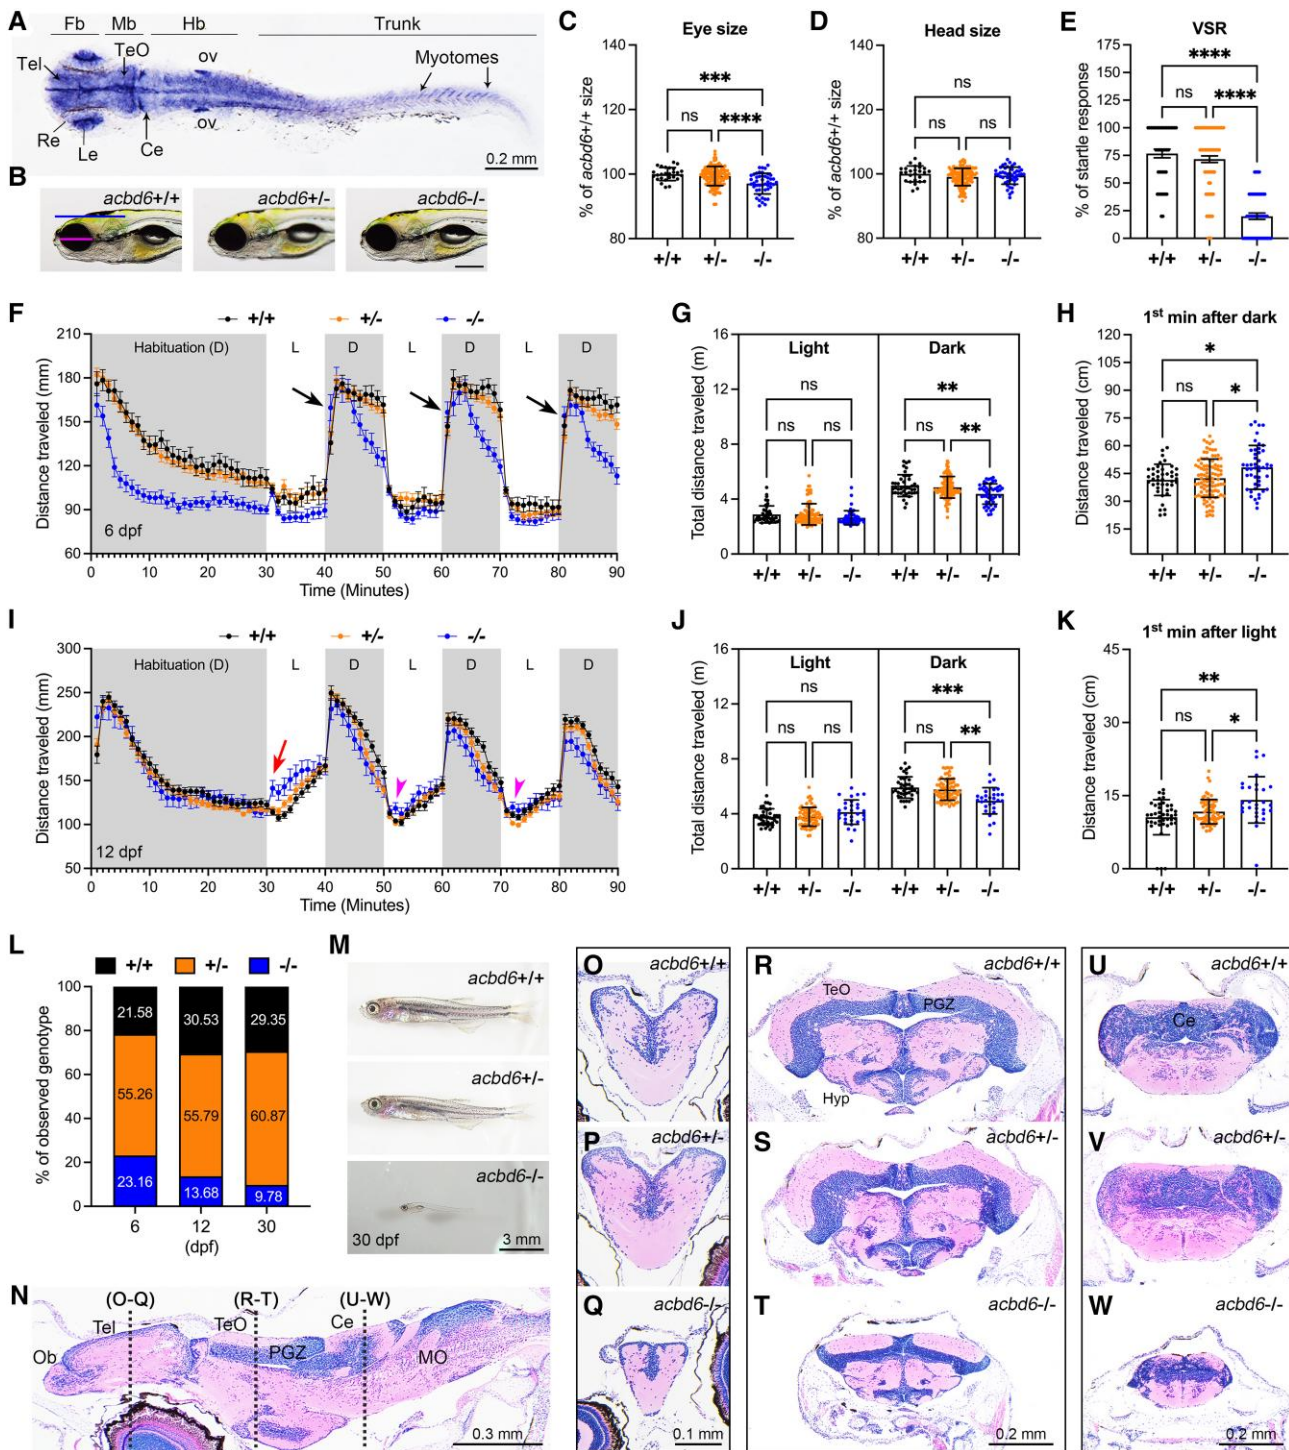 A
Fb
Mb
Hb
Trunk
Tel
TeO
ov
Myotomes
Re
Le
Ce
ov
0.2 mm
B
acbd6+/+
acbd6+/-
acbd6-/-
C
Eye size
% of acbd6+/+ size
140
120
100
80
***
ns
****
+/+
+/-
-/-
D
Head size
% of acbd6+/+ size
140
120
100
80
ns
ns
ns
+/+
+/-
-/-
E
VSR
% of startle response
175
150
125
100
75
50
25
0
****
ns
****
+/+
+/-
-/-
F
+/+
+/-
-/-
Distance traveled (mm)
210
180
150
120
90
60
Habituation (D)
L
D
L
D
L
D
6 dpf
0
10
20
30
40
50
60
70
80
90
Time (Minutes)
G
Total distance traveled (m)
16
12
8
4
0
Light
Dark
ns
ns
ns
**
ns
**
+/+
+/-
-/-
+/+
+/-
-/-
H
1st min after dark
Distance traveled (cm)
120
105
90
75
60
45
30
15
*
ns
*
+/+
+/-
-/-
I
+/+
+/-
-/-
Distance traveled (mm)
300
250
200
150
100
50
Habituation (D)
L
D
L
D
L
D
12 dpf
0
10
20
30
40
50
60
70
80
90
Time (Minutes)
J
Total distance traveled (m)
16
12
8
4
0
Light
Dark
ns
ns
ns
***
ns
**
+/+
+/-
-/-
+/+
+/-
-/-
K
1st min after light
Distance traveled (cm)
45
30
15
0
**
ns
*
+/+
+/-
-/-
L
+/+
+/-
-/-
% of observed genotype
100
80
60
40
20
0
21.58
55.26
23.16
30.53
55.79
13.68
29.35
60.87
9.78
6
12
30
(dpf)
M
acbd6+/+
acbd6+/-
acbd6-/-
30 dpf
3 mm
N
(O-Q)
(R-T)
(U-W)
Tel
TeO
Ce
Ob
PGZ
MO
0.3 mm
O
acbd6+/+
P
acbd6+/-
Q
acbd6-/-
0.1 mm
R
acbd6+/+
TeO
PGZ
Hyp
S
acbd6+/-
T
acbd6-/-
0.2 mm
U
acbd6+/+
Ce
V
acbd6+/-
W
acbd6-/-
0.2 mm